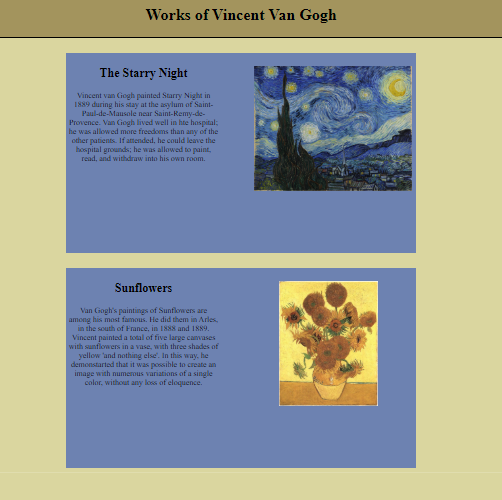 Works of Vincent Van Gogh
The Starry Night
Vincent van Gogh painted Starry Night in
1889 during his stay at the asylum of Saint-
Paul-de-Mausole near Saint-Remy-de-
Provence. Van Gogh lived well in hte hospital;
he was allowed more freedoms than any of the
other patients. If attended, he could leave the
hospital grounds; he was allowed to paint,
read, and withdraw into his own room.
Sunflowers
Van Gogh's paintings of Sunflowers are
among his most famous. He did them in Arles,
in the south of France, in 1888 and 1889.
Vincent painted a total of five large canvases
with sunflowers in a vase, with three shades of
yellow 'and nothing else'. In this way, he
demonstarted that it was possible to create an
image with numerous variations of a single
color, without any loss of eloquence.